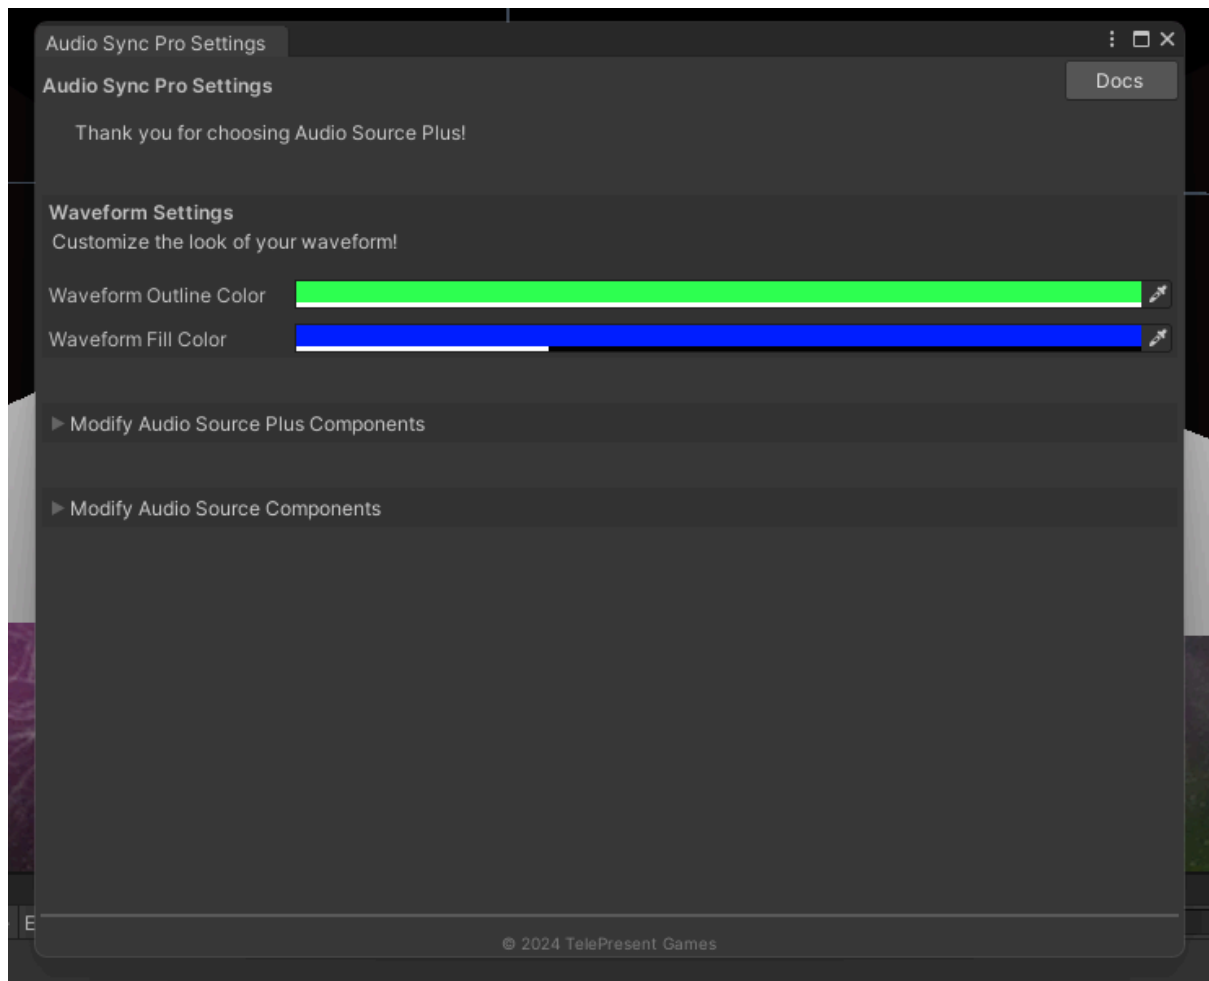 Audio Sync Pro Settings
Audio Sync Pro Settings
Docs
Thank you for choosing Audio Source Plus!
Waveform Settings
Customize the look of your waveform!
Waveform Outline Color
Waveform Fill Color
Modify Audio Source Plus Components
Modify Audio Source Components
E
© 2024 TelePresent Games